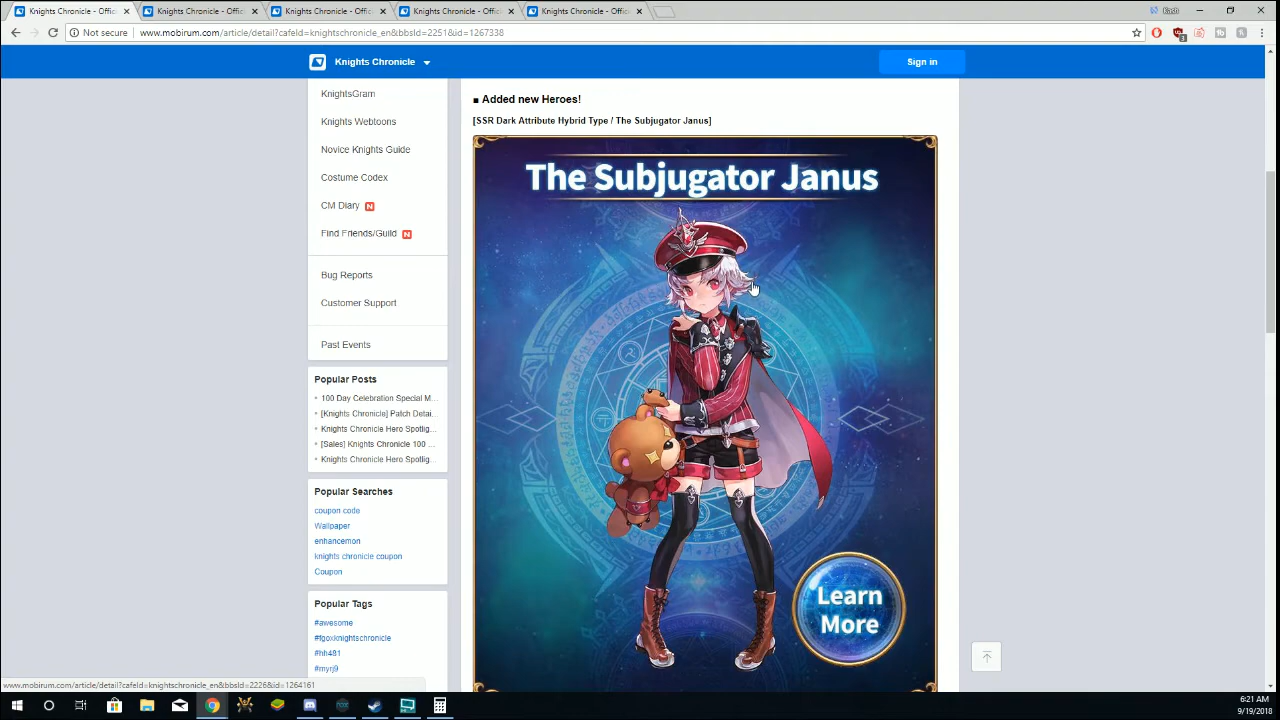 Knights Chronicle - Offic
Knights Chronicle - Offic
Knights Chronicle - Offic
Knights Chronicle - Offic
Knights Chronicle - Offic
Not secure
www.mobirum.com/article/detail?cafeId=knightschronicle_en&bbsId=2251&id=1267338
Knights Chronicle
Sign in
KnightsGram
Knights Webtoons
Novice Knights Guide
Costume Codex
CM Diary N
Find Friends/Guild N
Bug Reports
Customer Support
Past Events
Popular Posts
100 Day Celebration Special M...
[Knights Chronicle] Patch Detai...
Knights Chronicle Hero Spotlig...
[Sales] Knights Chronicle 100 ...
Knights Chronicle Hero Spotlig...
Popular Searches
coupon code
Wallpaper
enhancemon
knights chronicle coupon
Coupon
Popular Tags
#awesome
#fgoxknightschronicle
#hh481
#myrj9
■ Added new Heroes!
[SSR Dark Attribute Hybrid Type / The Subjugator Janus]
The Subjugator Janus
Learn
More
www.mobirum.com/article/detail?cafeId=knightschronicle_en&bbsId=2226&id=1264161
6:21 AM
9/19/2018